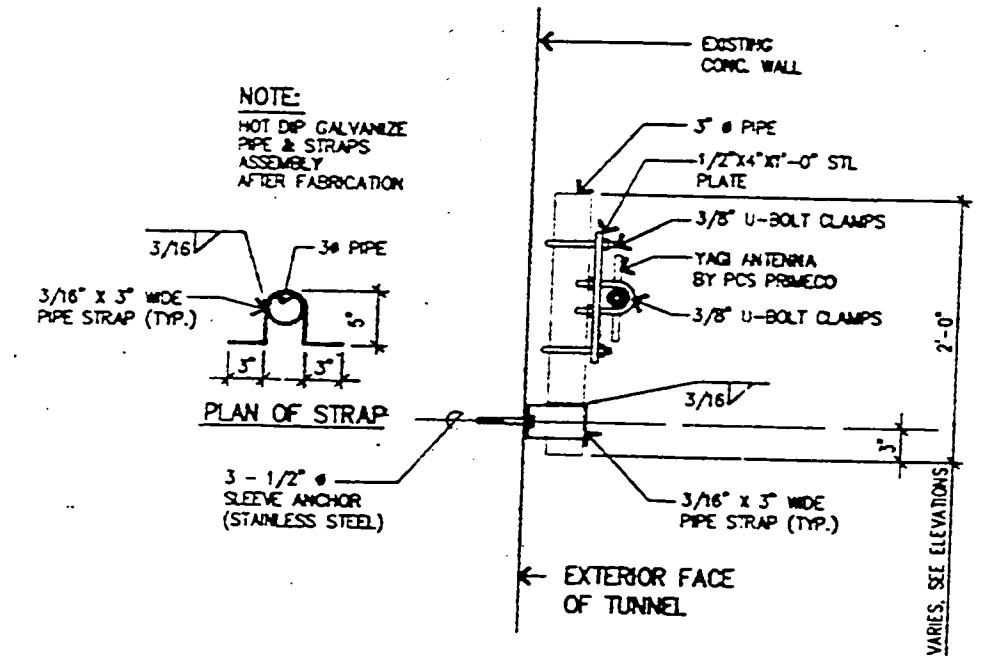 EXISTING
CONC. WALL
NOTE:
HOT DIP GALVANIZE
PIPE & STRAPS
ASSEMBLY
AFTER FABRICATION
3" ø PIPE
1/2"X4"X1'-0" STL
PLATE
3/8" U-BOLT CLAMPS
3/16
3ø PIPE
YAGI ANTENNA
BY PCS PRIMECO
3/16" X 3" WIDE
PIPE STRAP (TYP.)
5"
3/8" U-BOLT CLAMPS
2'-0"
3" 3"
3/16
PLAN OF STRAP
3"
3 - 1/2" ø
SLEEVE ANCHOR
(STAINLESS STEEL)
3/16" X 3" WIDE
PIPE STRAP (TYP.)
EXTERIOR FACE
OF TUNNEL
VARIES, SEE ELEVATIONS